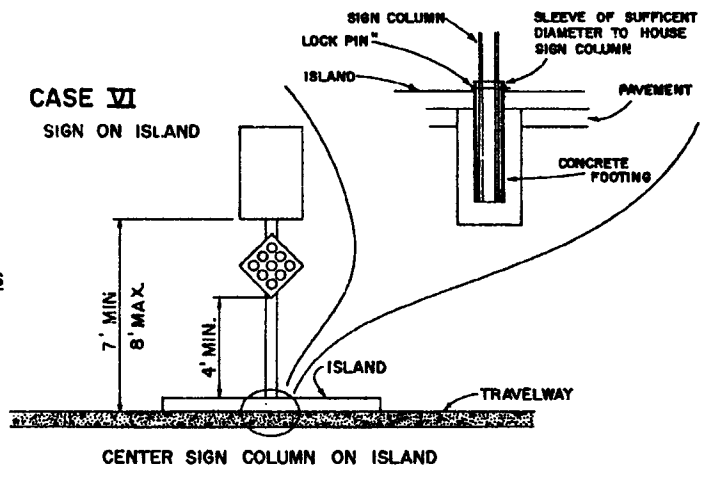 SIGN COLUMN
LOCK PIN"
ISLAND
SLEEVE OF SUFFICENT
DIAMETER TO HOUSE
SIGN COLUMN
PAVEMENT
CONCRETE
FOOTING
CASE VI
SIGN ON ISLAND
7' MIN.
8' MAX.
4' MIN.
ISLAND
TRAVELWAY
CENTER SIGN COLUMN ON ISLAND